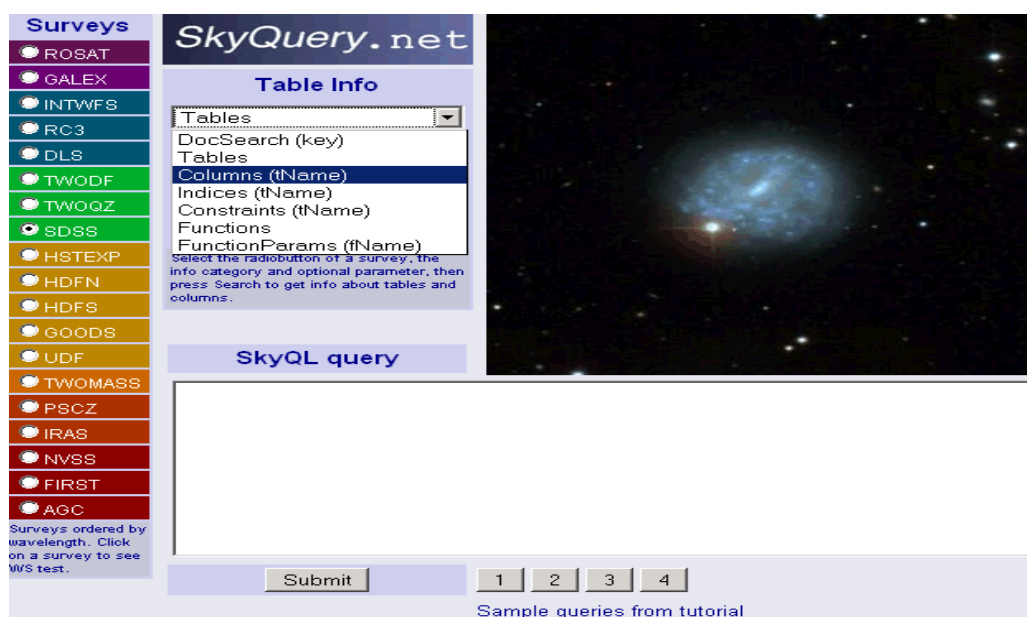 Surveys
ROSAT
GALEX
INTWFS
RC3
DLS
TWODF
TWOQZ
SDSS
HSTEXP
HDFN
HDFS
GOODS
UDF
TWOMASS
PSCZ
IRAS
NVSS
FIRST
AGC
Surveys ordered by
wavelength. Click
on a survey to see
WS test.
SkyQuery.net
Table Info
Tables
DocSearch (key)
Tables
Columns (tName)
Indices (tName)
Constraints (tName)
Functions
FunctionParams (fName)
Select the radiobutton of a survey, the
info category and optional parameter, then
press Search to get info about tables and
columns.
SkyQL query
Submit
1 2 3 4
Sample queries from tutorial